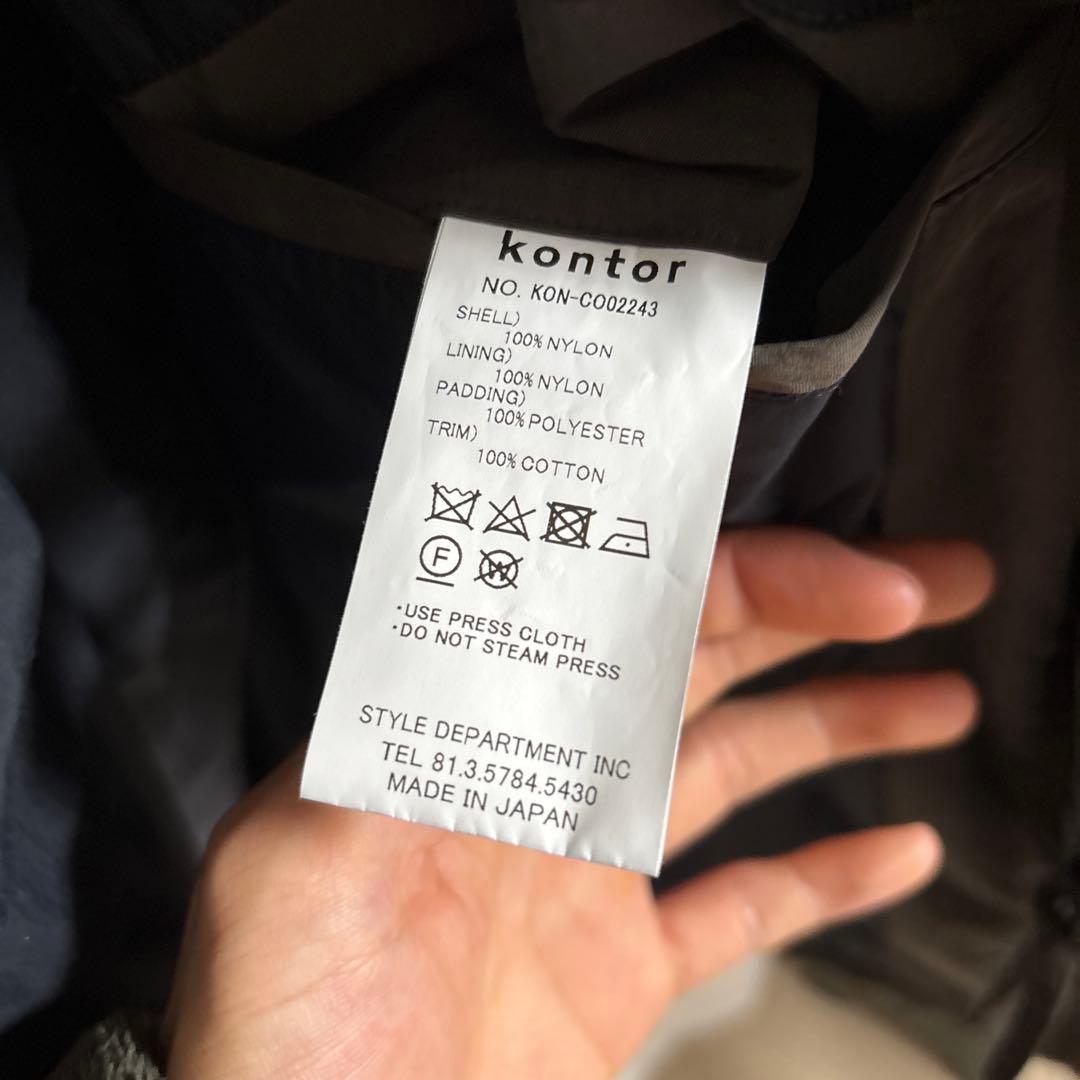 kontor
NO. KON-CO02243
SHELL)
100% NYLON
LINING)
100% NYLON
PADDING)
100% POLYESTER
TRIM)
100% COTTON
F W
・USE PRESS CLOTH
・DO NOT STEAM PRESS
STYLE DEPARTMENT INC
TEL 81.3.5784.5430
MADE IN JAPAN